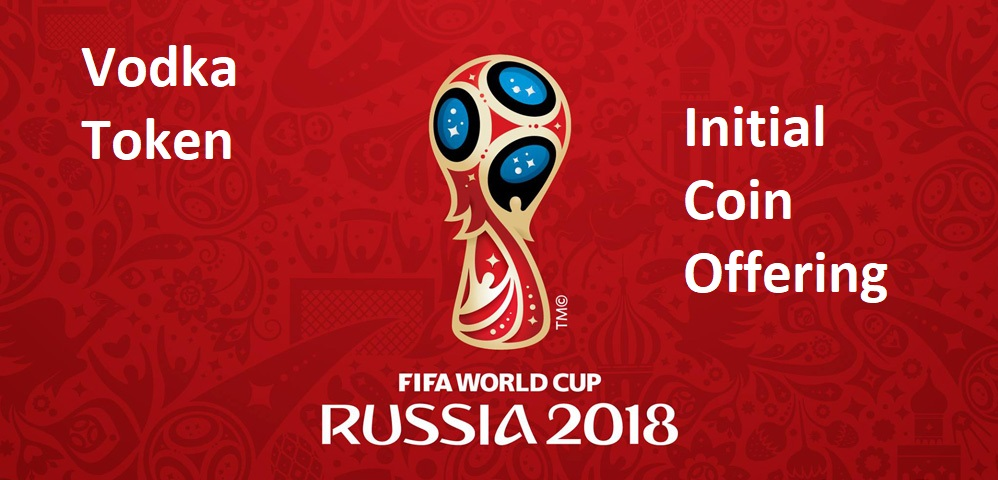 Vodka
Token
Initial
Coin
Offering
TM©
FIFA WORLD CUP
RUSSIA 2018